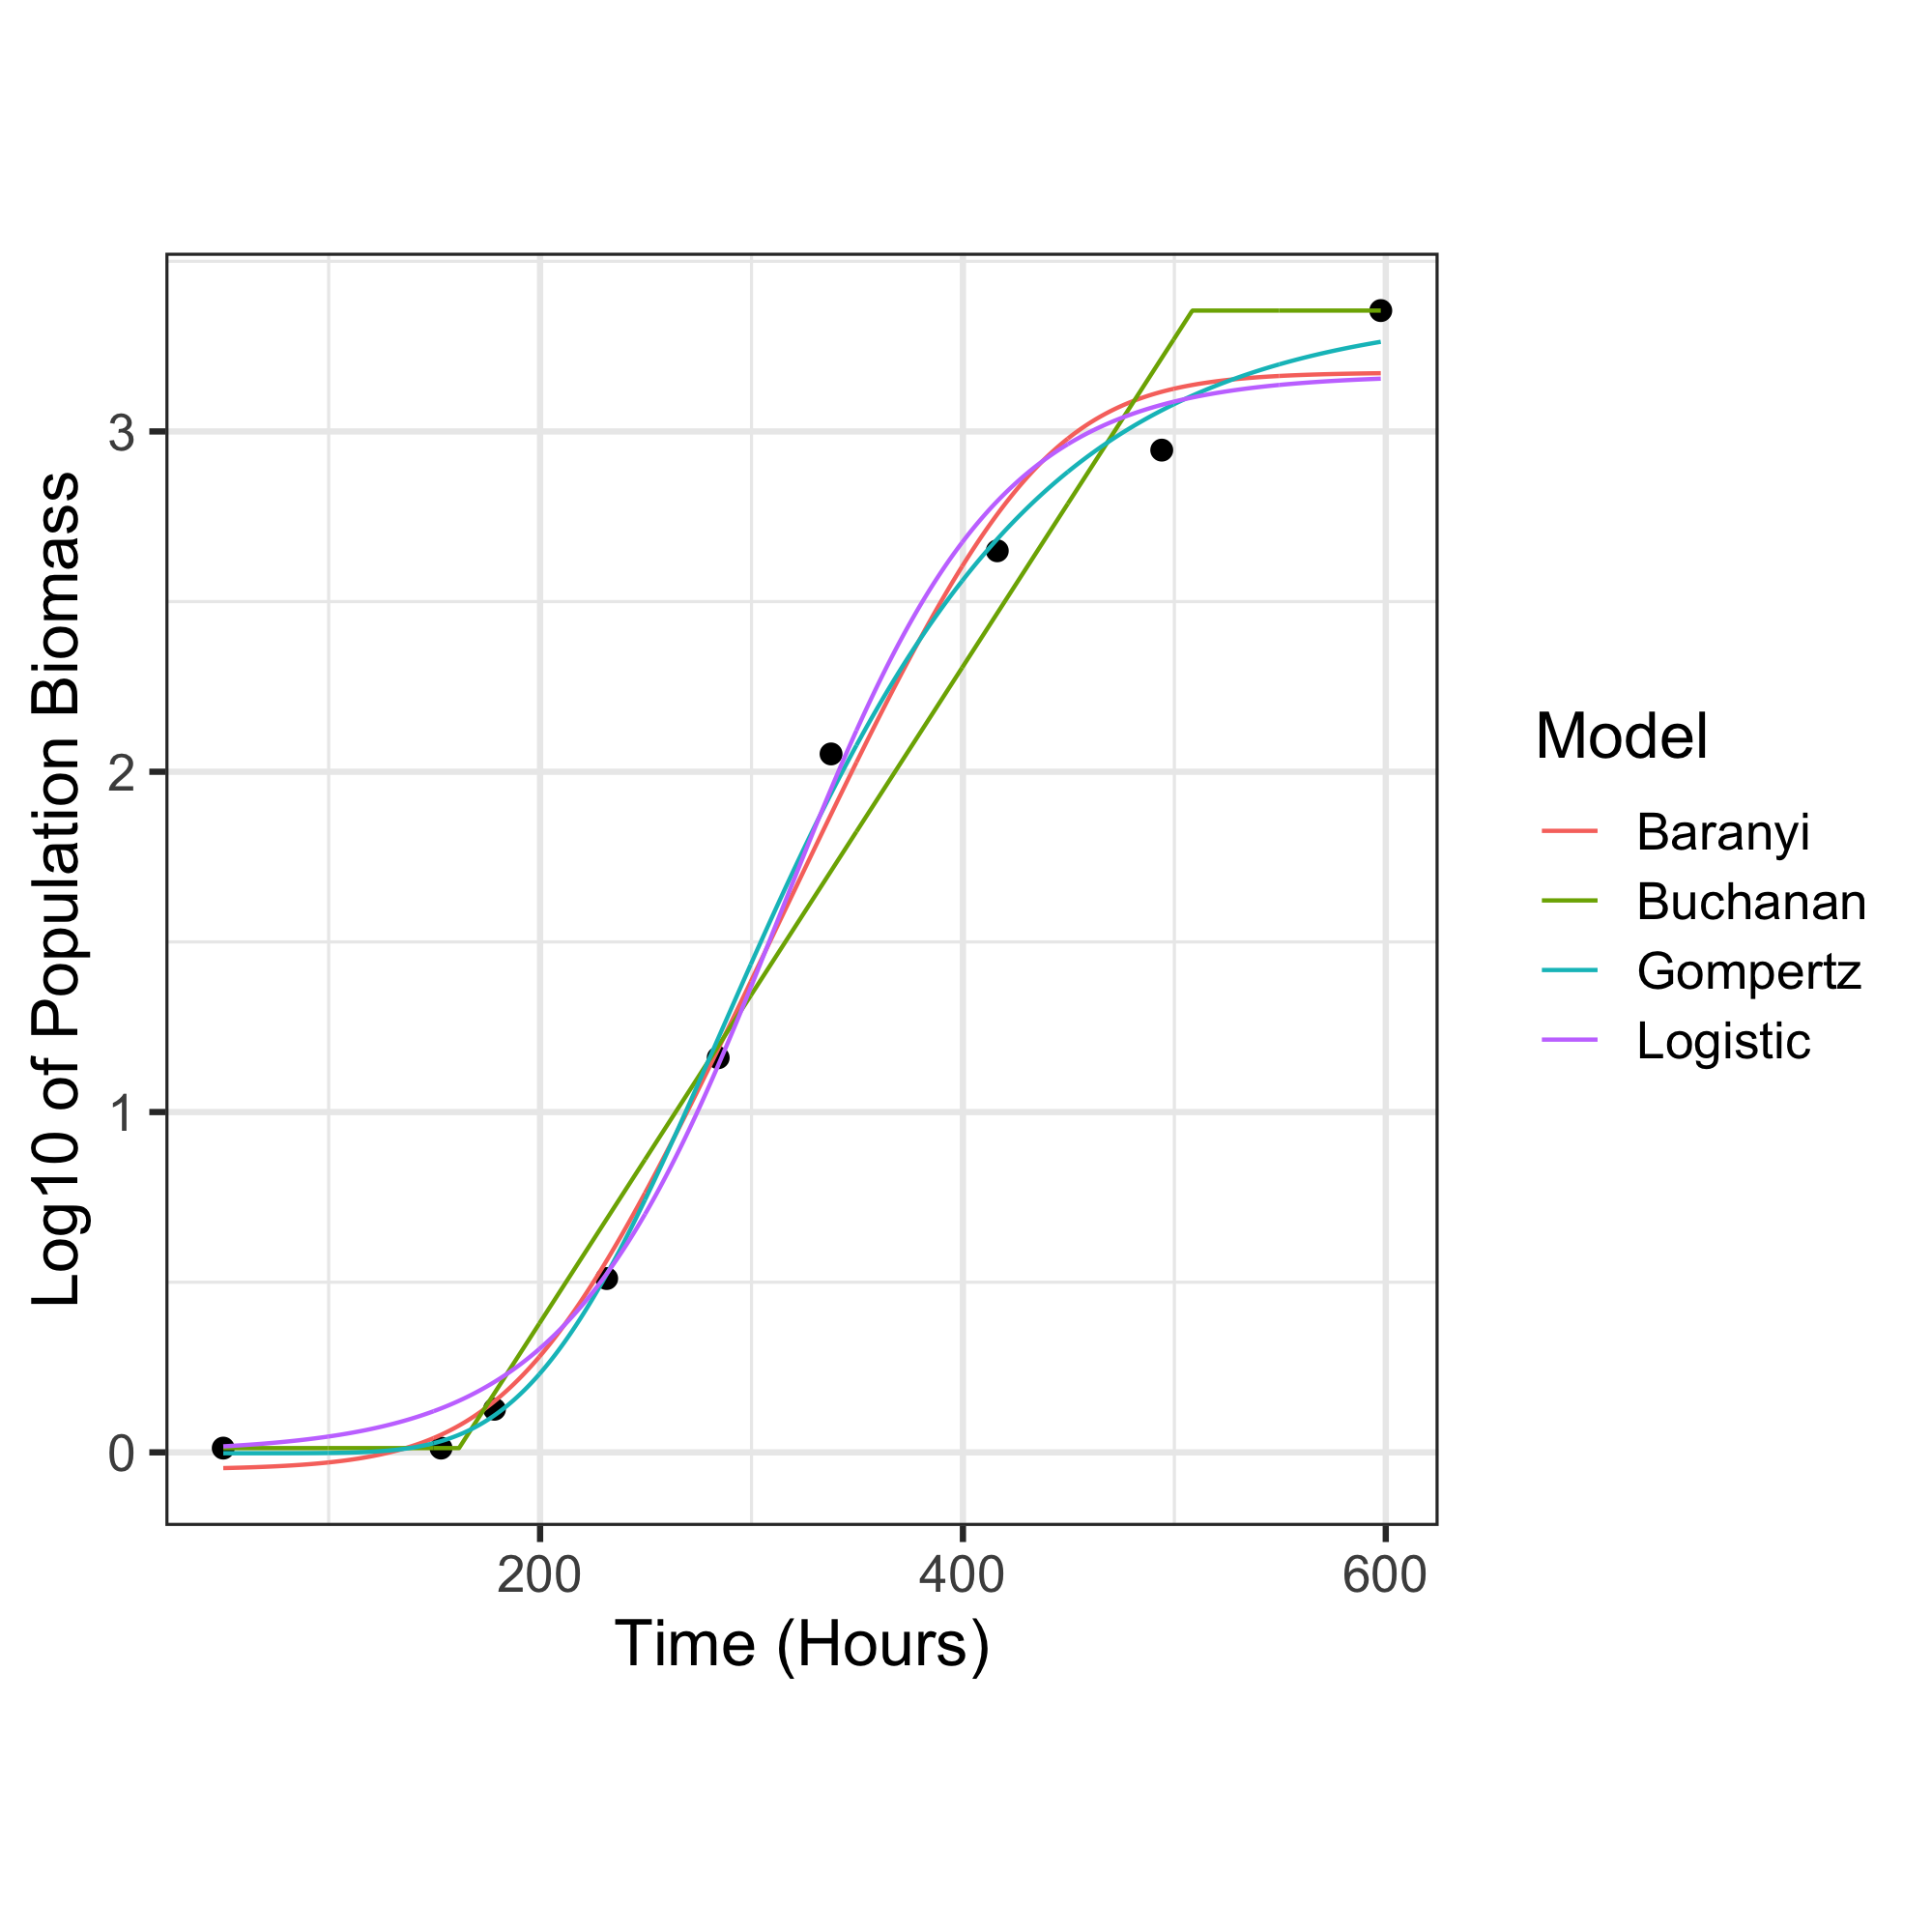 Log10 of Population Biomass
3
2
1
0
200 400 600
Time (Hours)
Model
Baranyi
Buchanan
Gompertz
Logistic